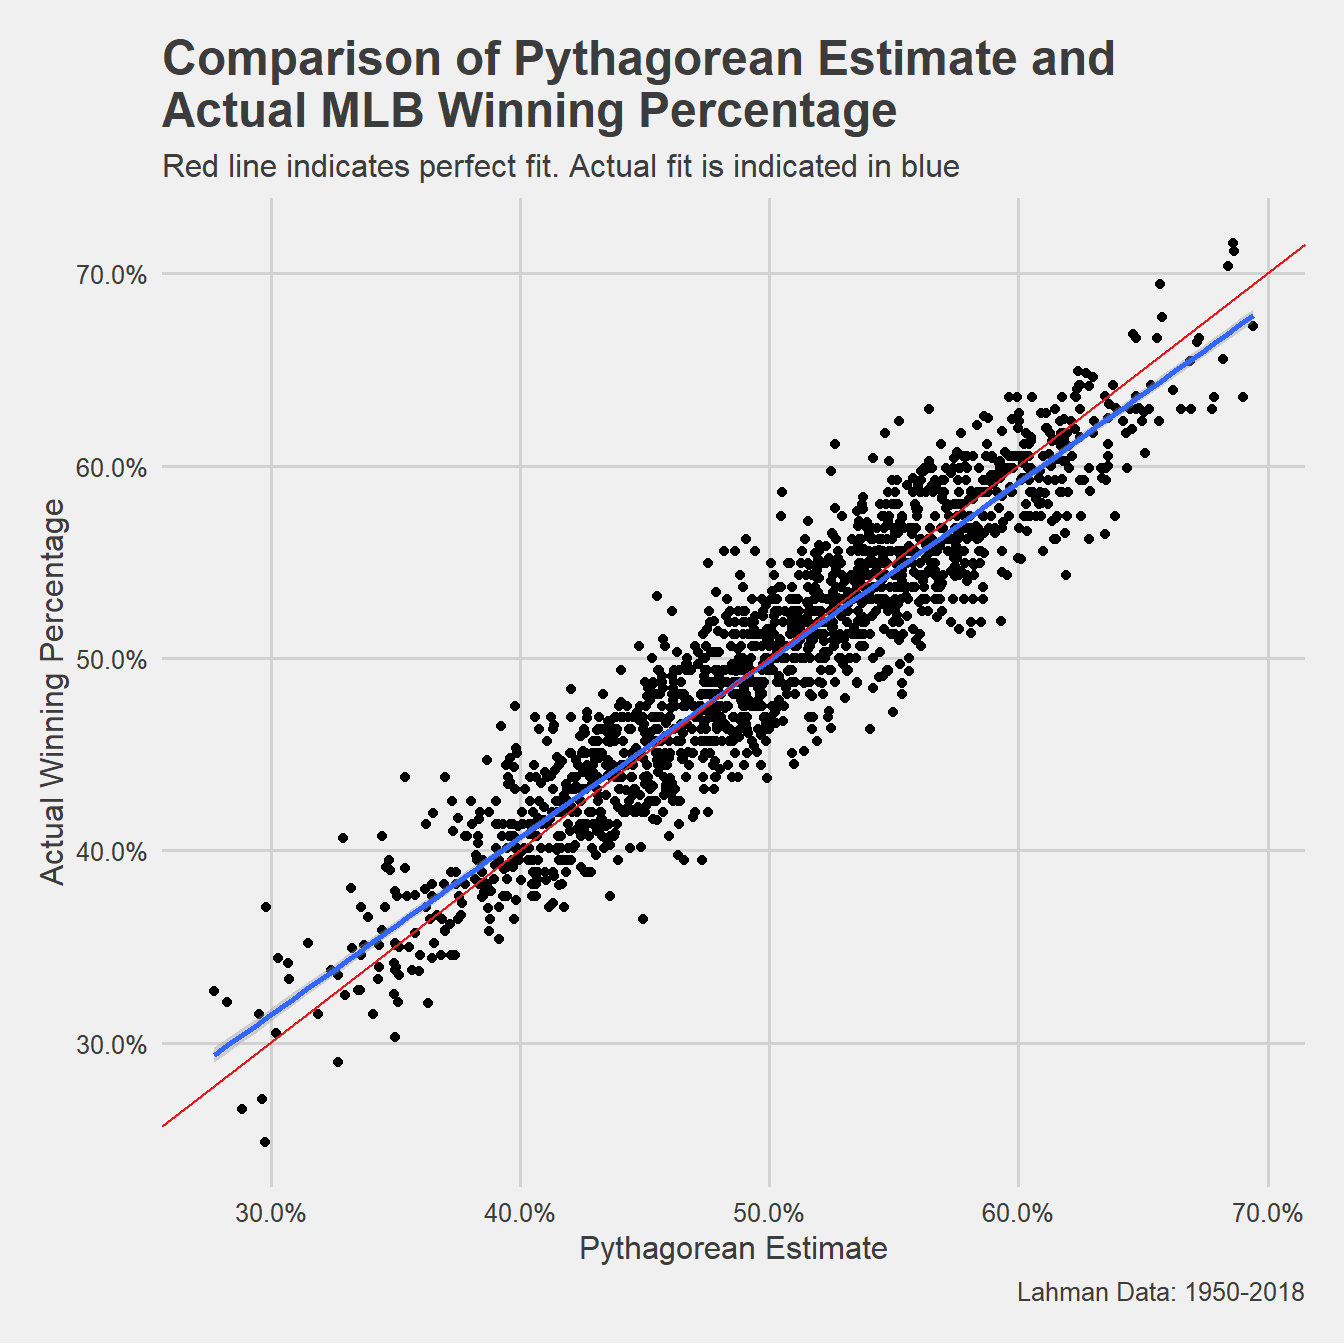 Comparison of Pythagorean Estimate and
Actual MLB Winning Percentage
Red line indicates perfect fit. Actual fit is indicated in blue
Actual Winning Percentage
70.0%
60.0%
50.0%
40.0%
30.0%
30.0% 40.0% 50.0% 60.0% 70.0%
Pythagorean Estimate
Lahman Data: 1950-2018